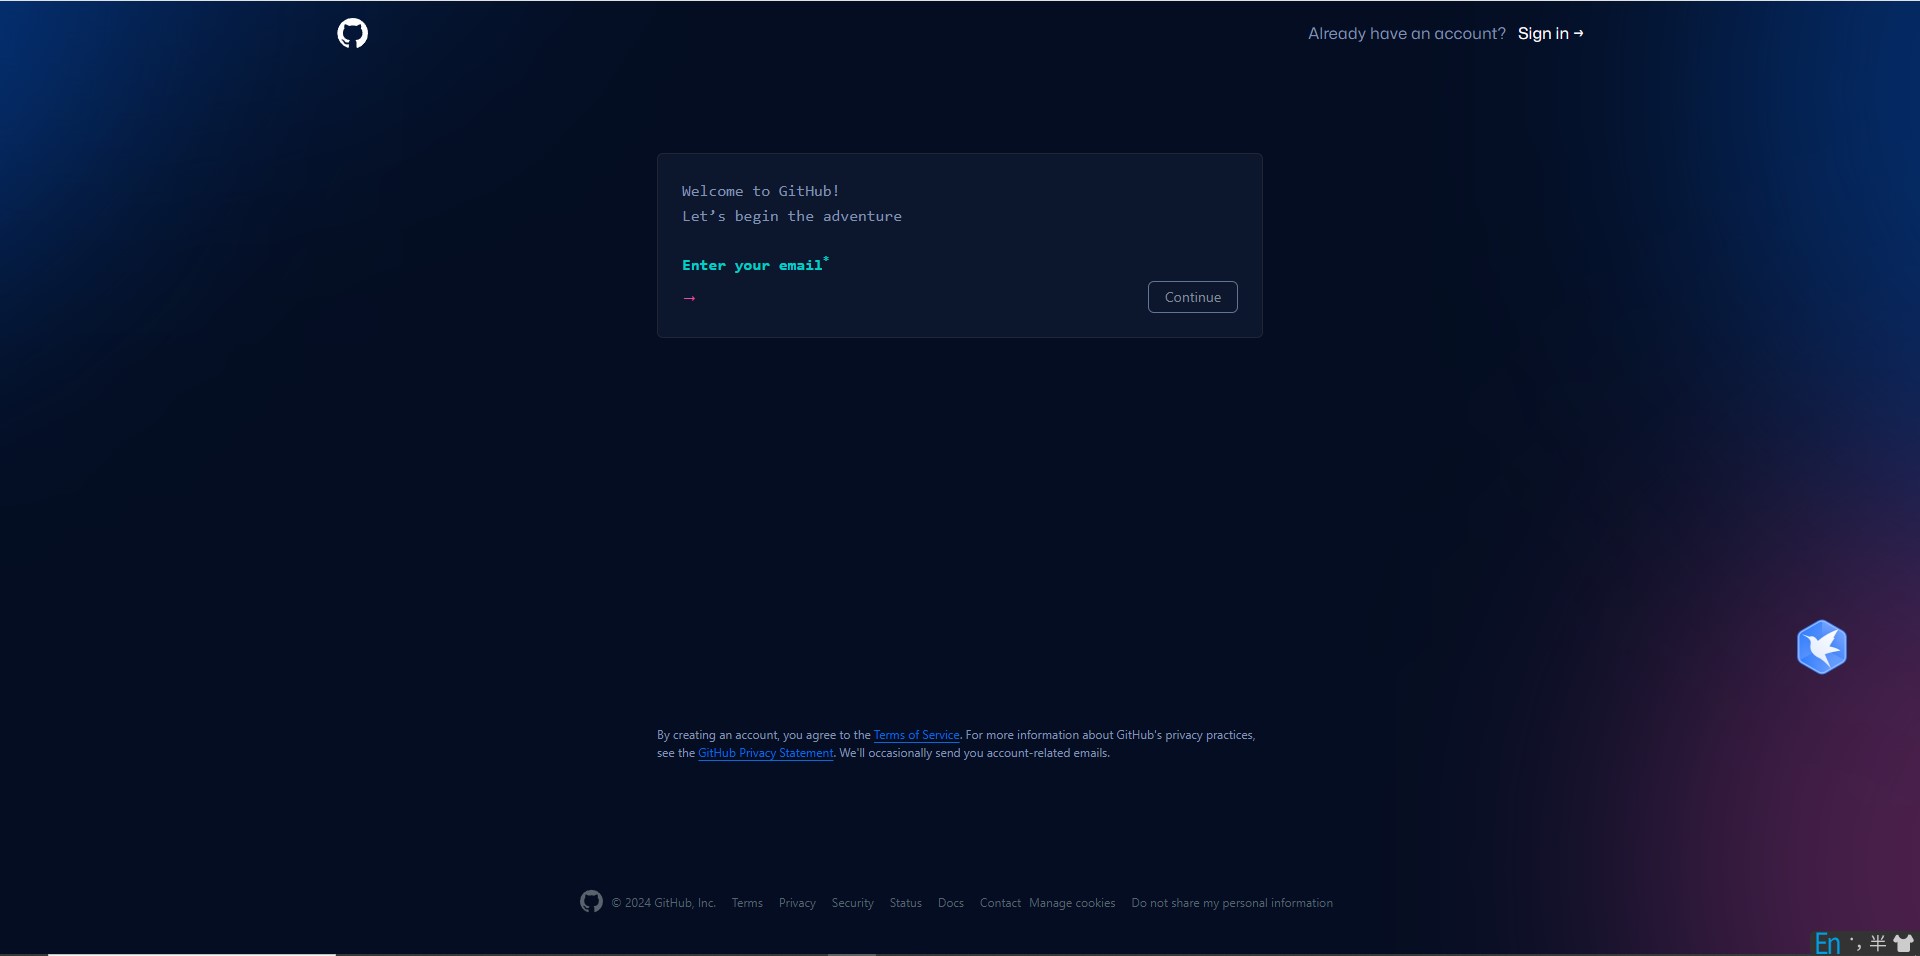 Already have an account? Sign in →
Welcome to GitHub!
Let’s begin the adventure
Enter your email*
→
Continue
By creating an account, you agree to the Terms of Service. For more information about GitHub's privacy practices,
see the GitHub Privacy Statement. We'll occasionally send you account-related emails.
© 2024 GitHub, Inc. Terms Privacy Security Status Docs Contact Manage cookies Do not share my personal information
En ·, 半